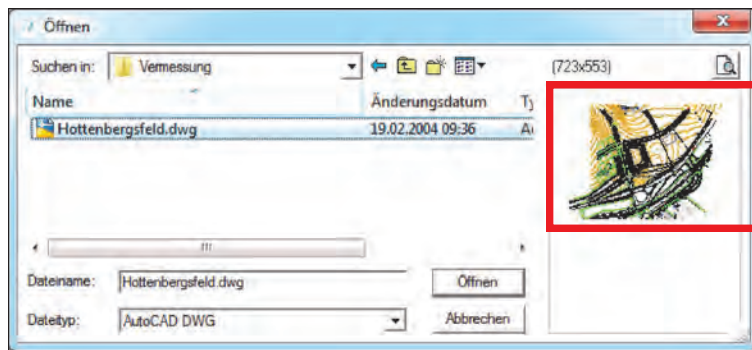 Öffnen
Suchen in: Vermessung (723x553)
Name Änderungsdatum
Hottenbergsfeld.dwg 19.02.2004 09:36
Dateiname: Hottenbergsfeld.dwg Öffnen
Dateityp: AutoCAD DWG Abbrechen